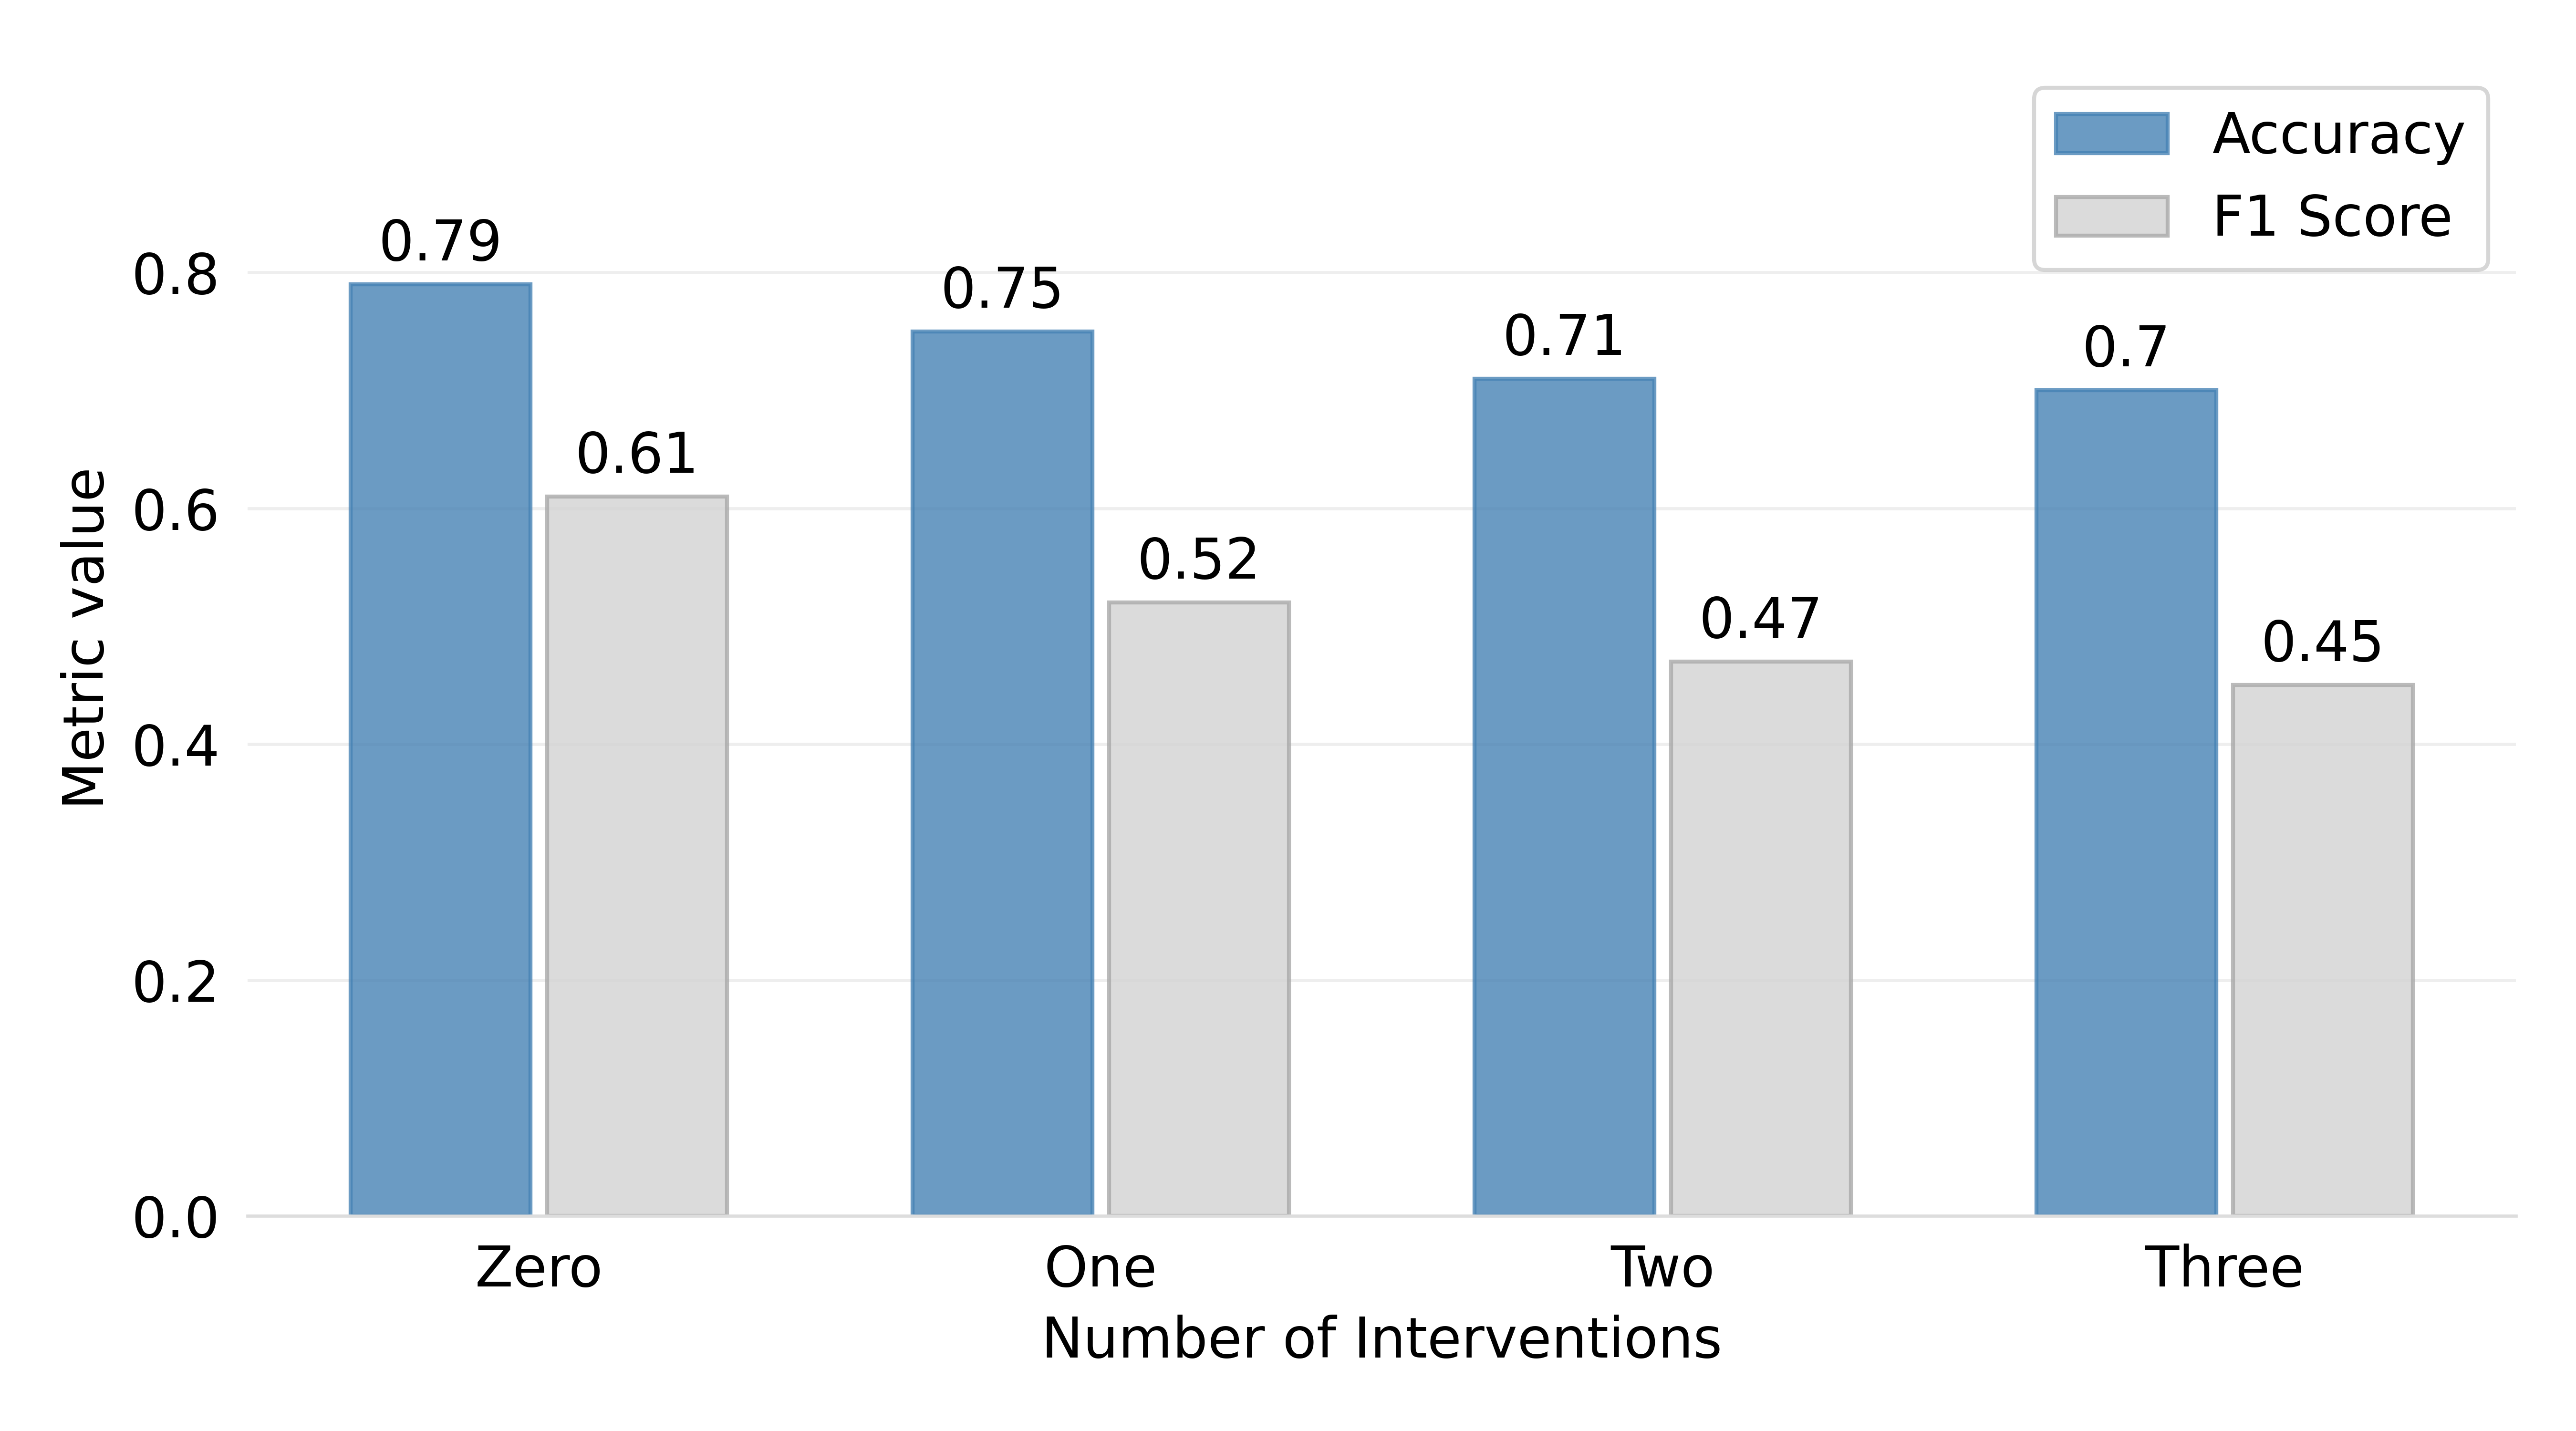 Accuracy
F1 Score
0.79
0.75
0.71
0.7
0.61
0.52
0.47
0.45
0.8
0.6
0.4
0.2
0.0
Metric value
Zero
One
Two
Three
Number of Interventions